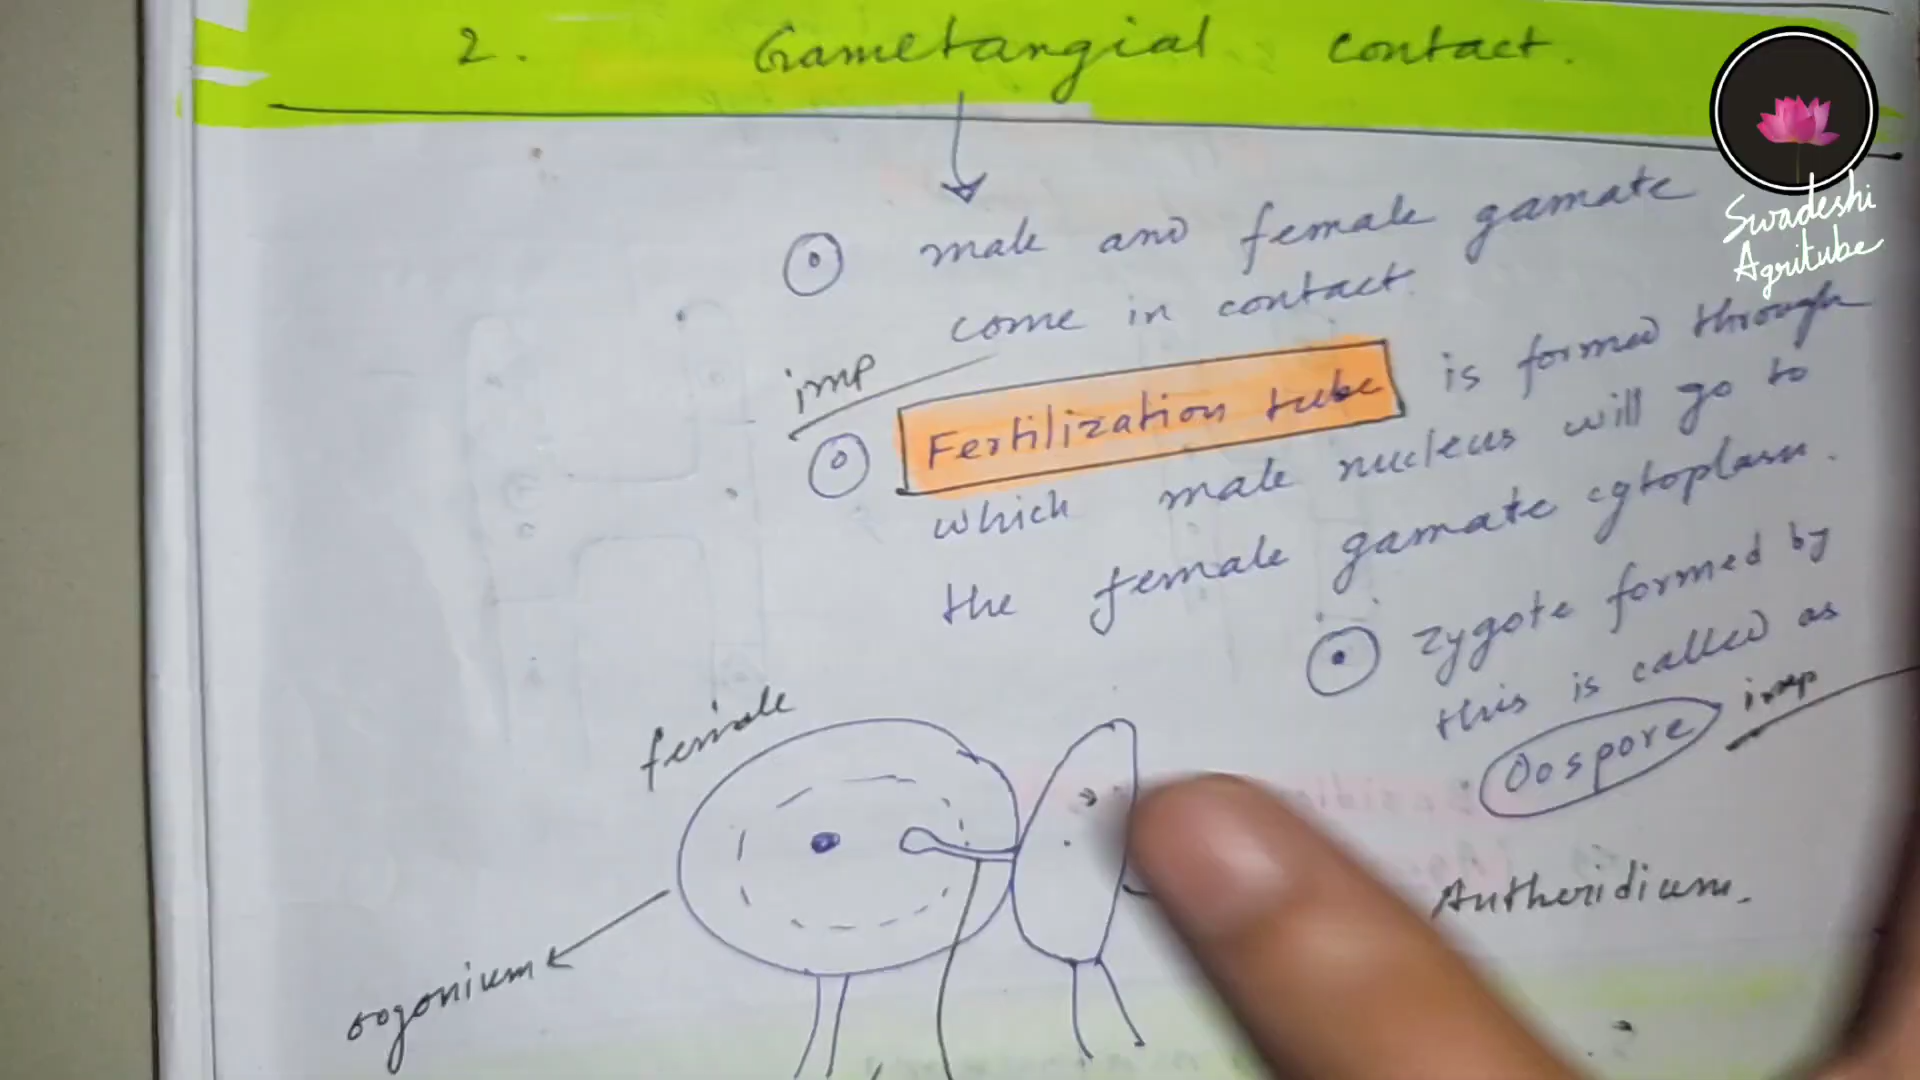 2. Gametangial contact.
Swadeshi
Agritube
male and female gamate
come in contact.
imp
Fertilization tube is formed through
which male nucleus will go to
the female gamate cytoplasm.
zygote formed by
this is called as
Oospore imp
female
Antheridium.
oogonium